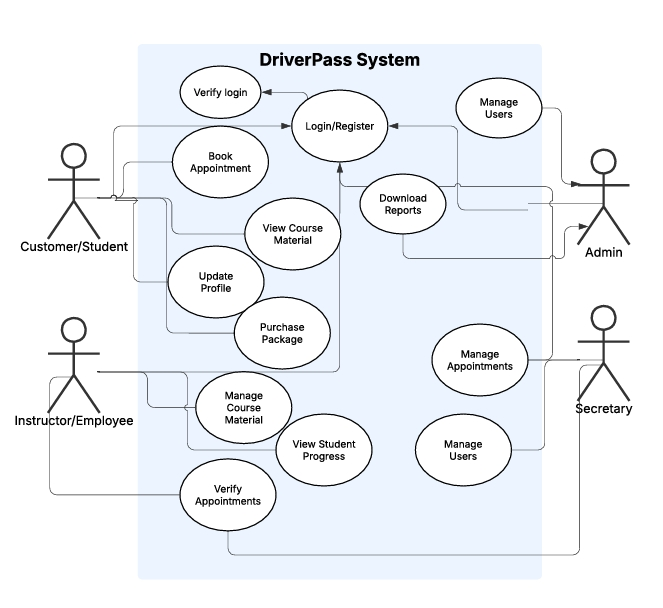 DriverPass System
Verify login
Login/Register
Manage
Users
Book
Appointment
Download
Reports
View Course
Material
Customer/Student
Admin
Update
Profile
Purchase
Package
Manage
Appointments
Manage
Course
Material
Secretary
Instructor/Employee
View Student
Progress
Manage
Users
Verify
Appointments